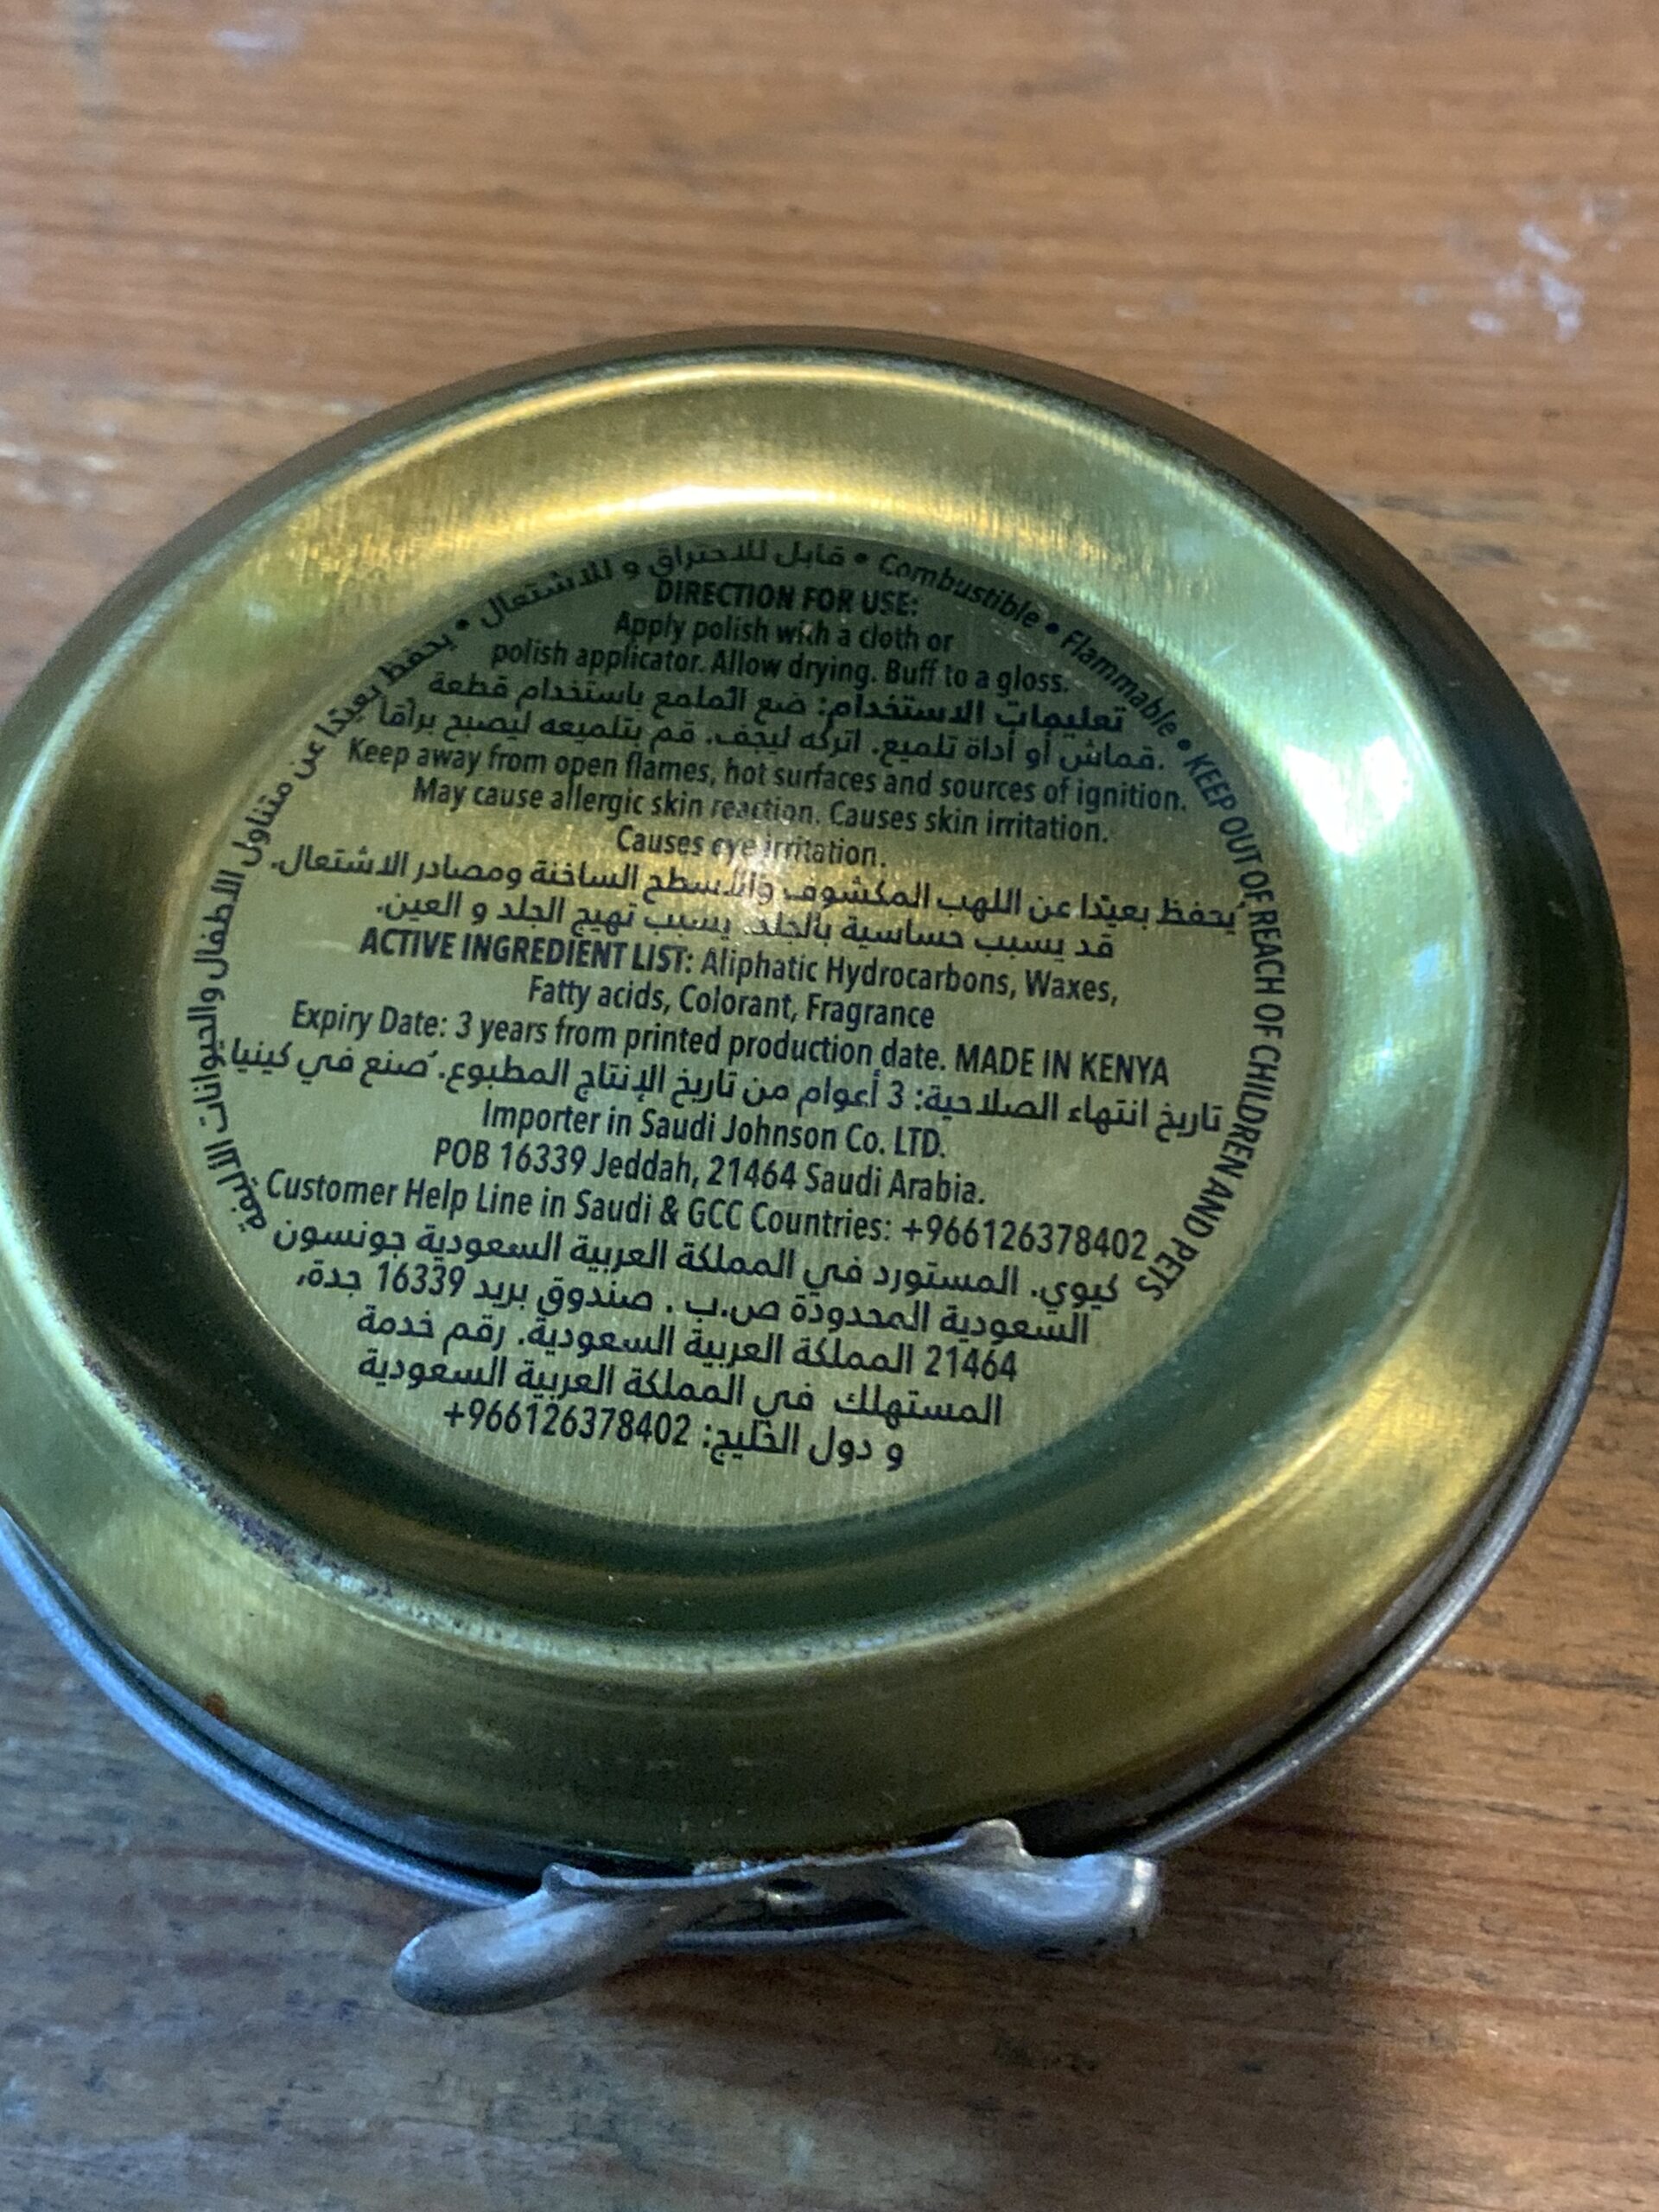 قابل للاحتراق و للاشتعال • يحفظ بعيدًا عن متناول الأطفال والحيوانات الأليفة
• Combustible • Flammable • KEEP OUT OF REACH OF CHILDREN AND PETS
DIRECTION FOR USE:
Apply polish with a cloth or
polish applicator. Allow drying. Buff to a gloss.
تعليمات الاستخدام: ضع الملمع باستخدام قطعة
قماش أو أداة تلميع. اتركه ليجف. قم بتلميعه ليصبح براقا.
Keep away from open flames, hot surfaces and sources of ignition.
May cause allergic skin reaction. Causes skin irritation.
Causes eye irritation.
يحفظ بعيدًا عن اللهب المكشوف والأسطح الساخنة ومصادر الاشتعال.
قد يسبب حساسية بالجلد. يسبب تهيج الجلد و العين.
ACTIVE INGREDIENT LIST: Aliphatic Hydrocarbons, Waxes,
Fatty acids, Colorant, Fragrance
Expiry Date: 3 years from printed production date. MADE IN KENYA
تاريخ انتهاء الصلاحية: 3 أعوام من تاريخ الإنتاج المطبوع. صُنع في كينيا
Importer in Saudi Johnson Co. LTD.
POB 16339 Jeddah, 21464 Saudi Arabia.
Customer Help Line in Saudi & GCC Countries: +966126378402
كيوي. المستورد في المملكة العربية السعودية جونسون
السعودية المحدودة ص.ب . صندوق بريد 16339 جدة،
21464 المملكة العربية السعودية. رقم خدمة
المستهلك في المملكة العربية السعودية
و دول الخليج: 966126378402+